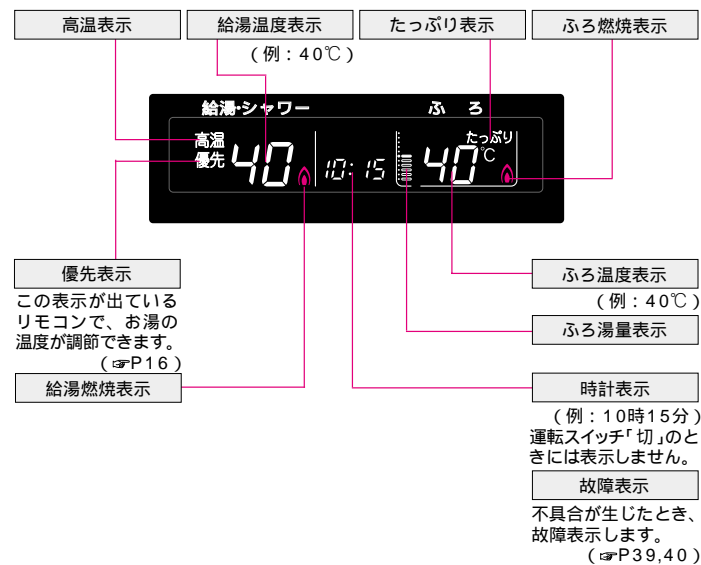 高温表示
給湯温度表示
(例：40℃)
たっぷり表示
ふろ燃焼表示
給湯・シャワー
ふろ
高温
優先
40
10:15
たっぷり
40℃
優先表示
この表示が出ている
リモコンで、お湯の
温度が調節できます。
(☞P16)
給湯燃焼表示
ふろ温度表示
(例：40℃)
ふろ湯量表示
時計表示
(例：10時15分)
運転スイッチ「切」のと
きには表示しません。
故障表示
不具合が生じたとき、
故障表示します。
(☞P39,40)